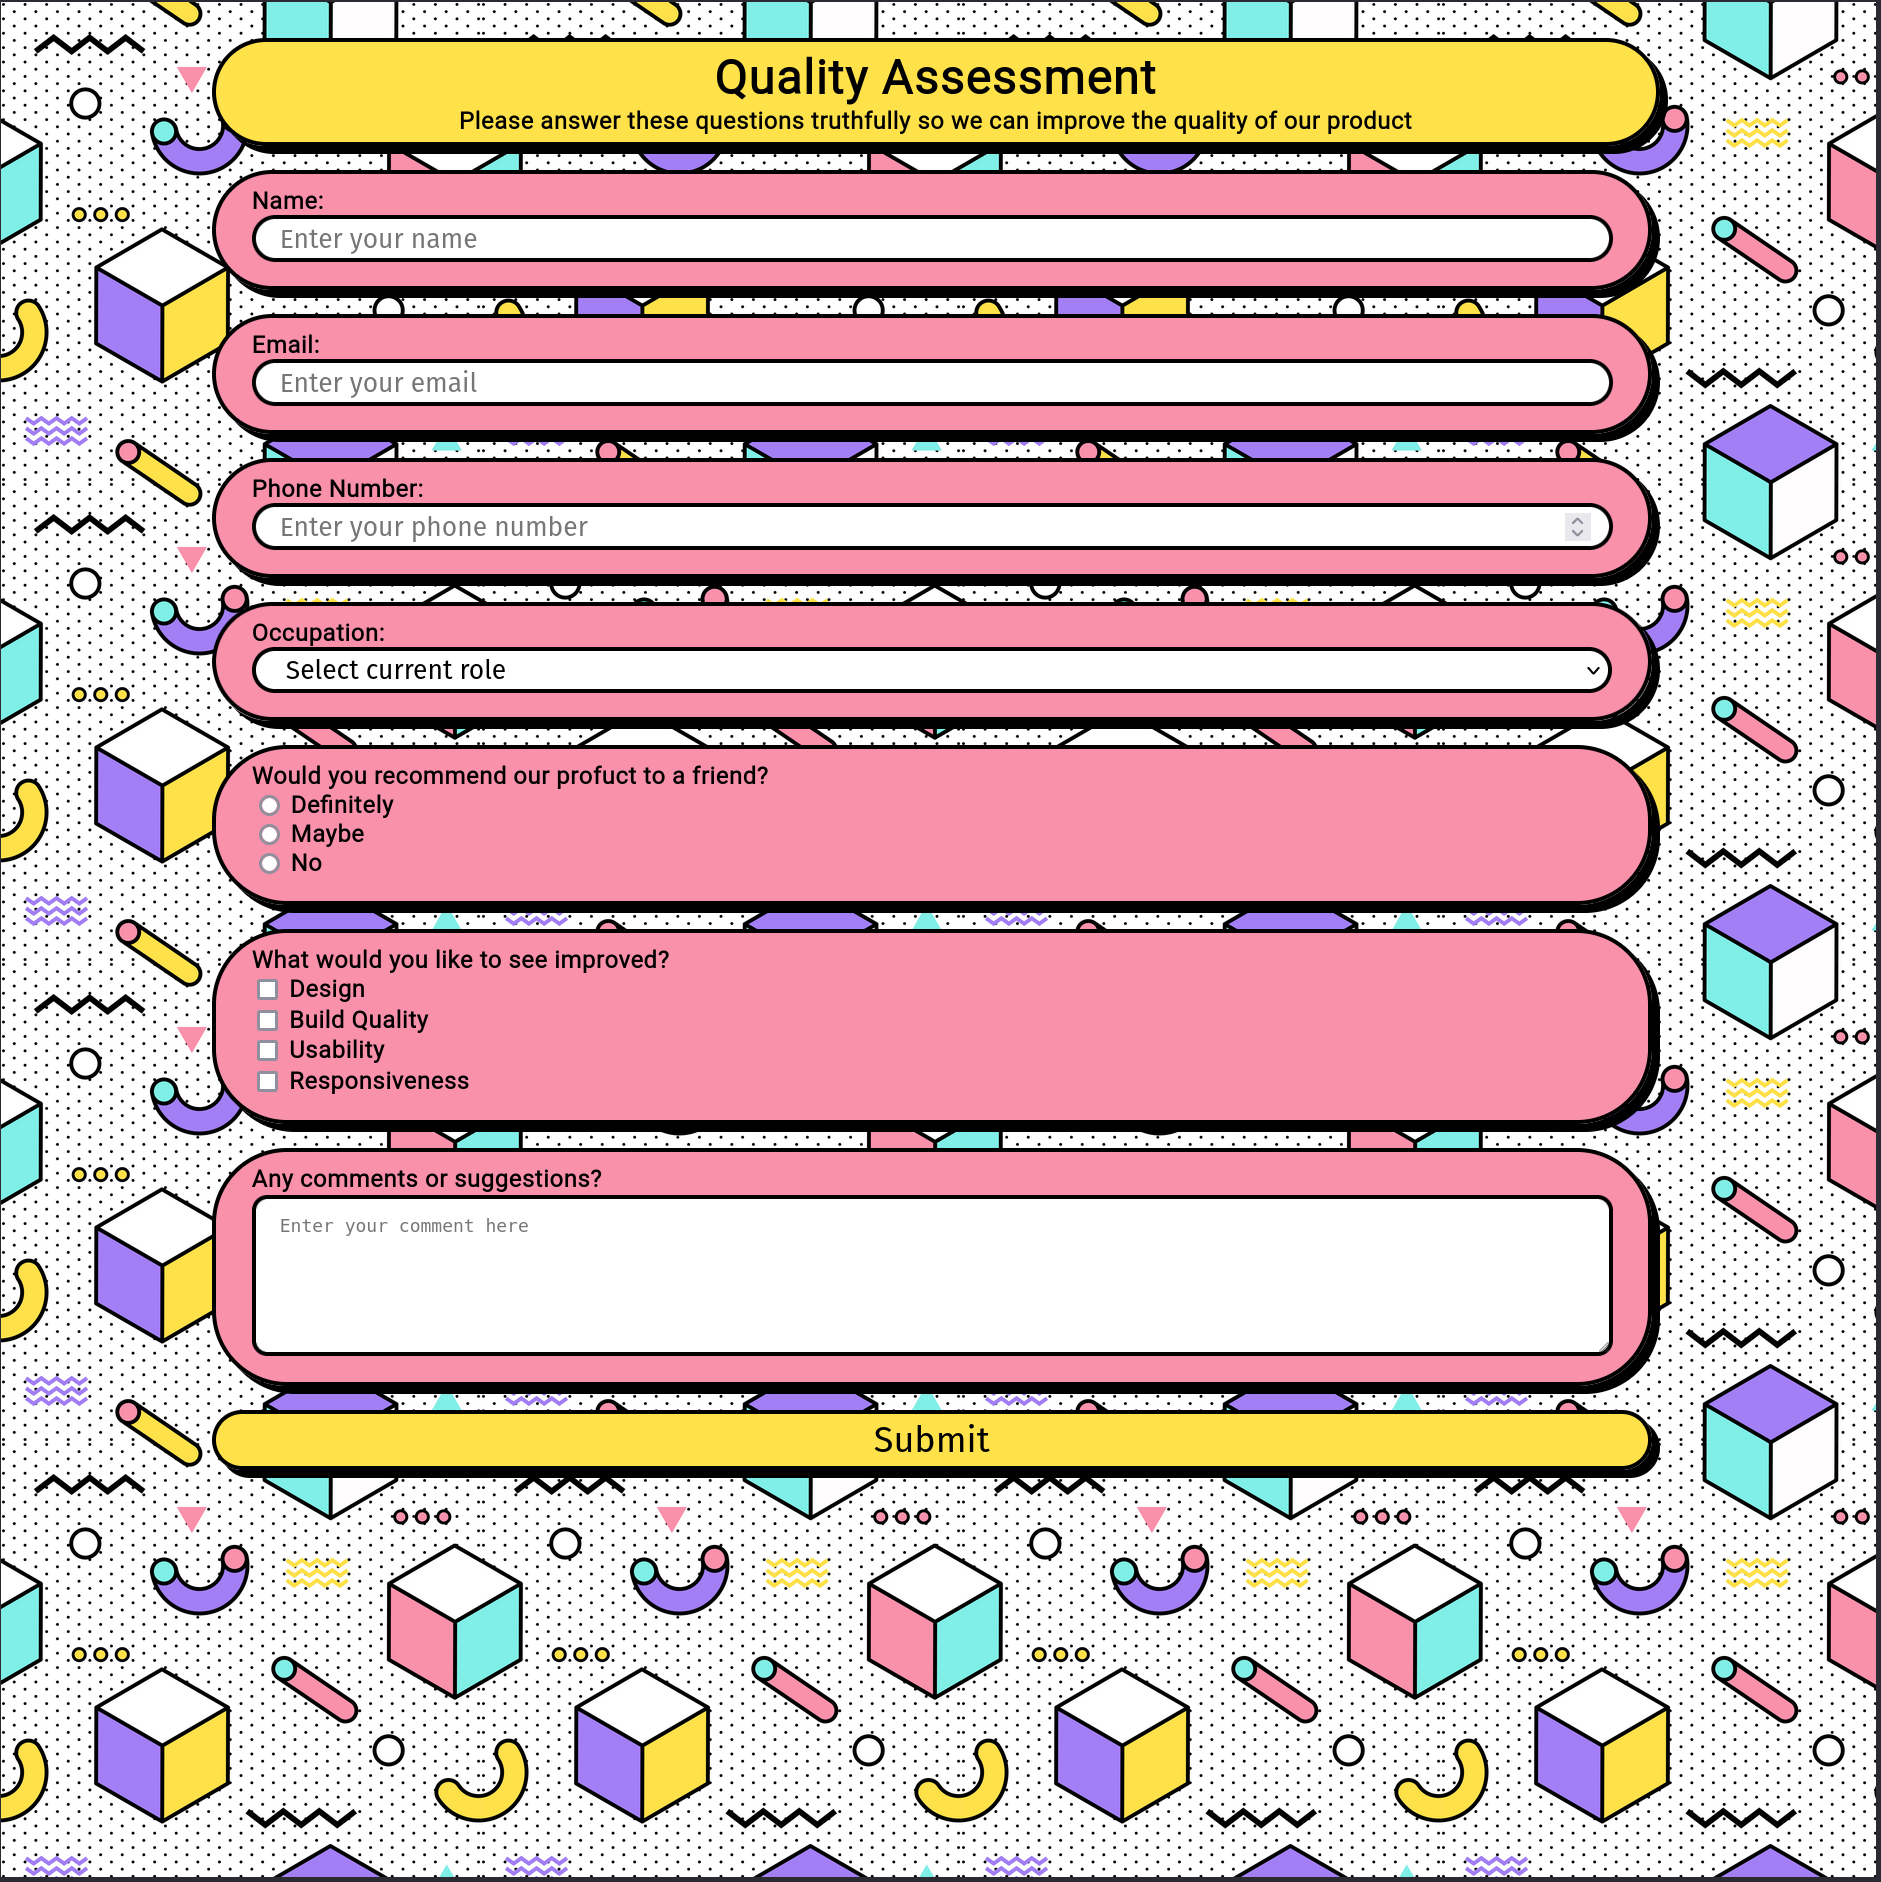 Quality Assessment
Please answer these questions truthfully so we can improve the quality of our product
Name:
Enter your name
Email:
Enter your email
Phone Number:
Enter your phone number
Occupation:
Select current role
Would you recommend our profuct to a friend?
Definitely
Maybe
No
What would you like to see improved?
Design
Build Quality
Usability
Responsiveness
Any comments or suggestions?
Enter your comment here
Submit